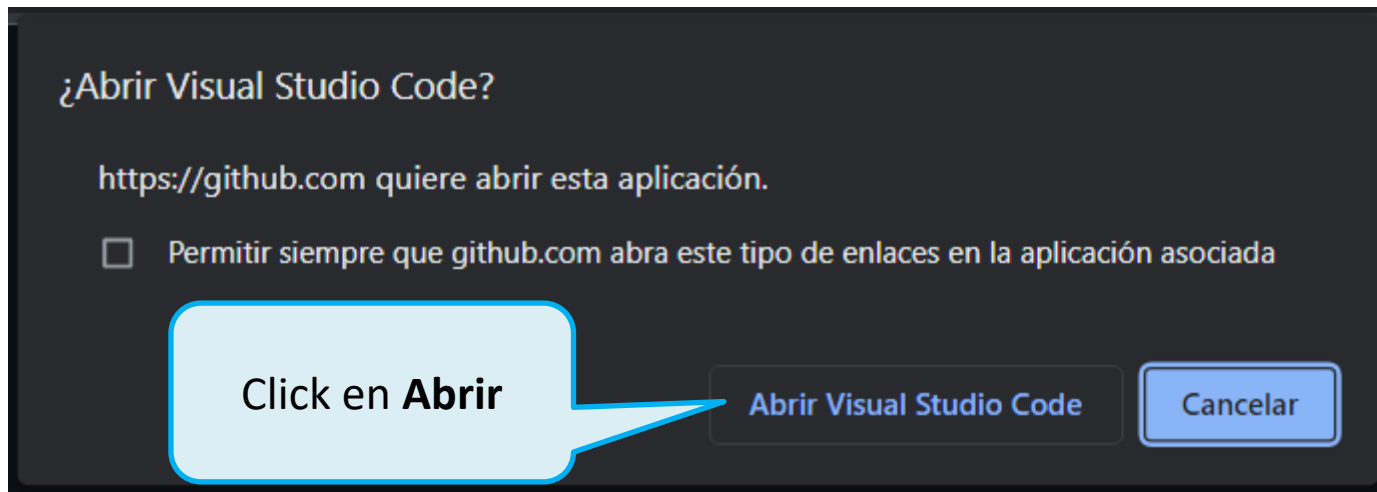 ¿Abrir Visual Studio Code?
https://github.com quiere abrir esta aplicación.
Permitir siempre que github.com abra este tipo de enlaces en la aplicación asociada
Click en Abrir
Abrir Visual Studio Code
Cancelar